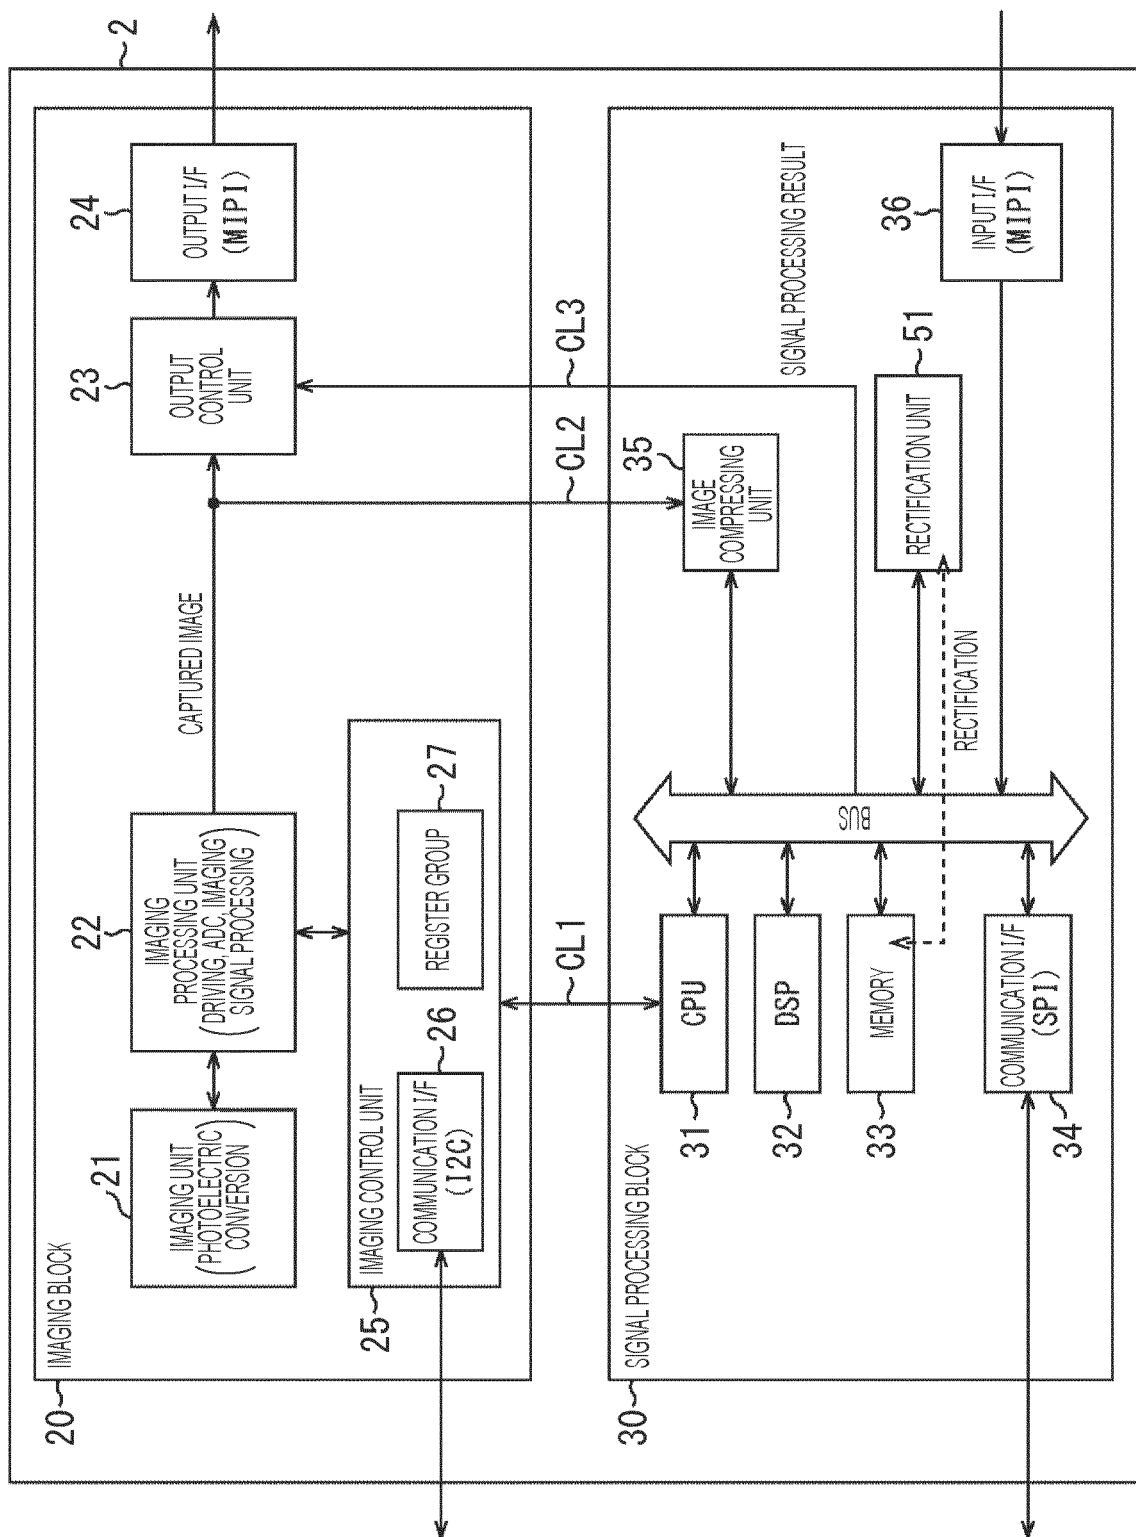 2
20
IMAGING BLOCK
21
IMAGING UNIT
(PHOTOELECTRIC
CONVERSION)
22
IMAGING
PROCESSING UNIT
(DRIVING, ADC, IMAGING
SIGNAL PROCESSING)
CAPTURED IMAGE
23
OUTPUT
CONTROL
UNIT
24
OUTPUT I/F
(MIPI)
25
IMAGING CONTROL UNIT
26
COMMUNICATION I/F
(I2C)
27
REGISTER GROUP
CL1
CL2
CL3
30
SIGNAL PROCESSING BLOCK
31
CPU
32
DSP
33
MEMORY
34
COMMUNICATION I/F
(SPI)
BUS
35
IMAGE
COMPRESSING
UNIT
SIGNAL PROCESSING RESULT
51
RECTIFICATION UNIT
RECTIFICATION
36
INPUT I/F
(MIPI)